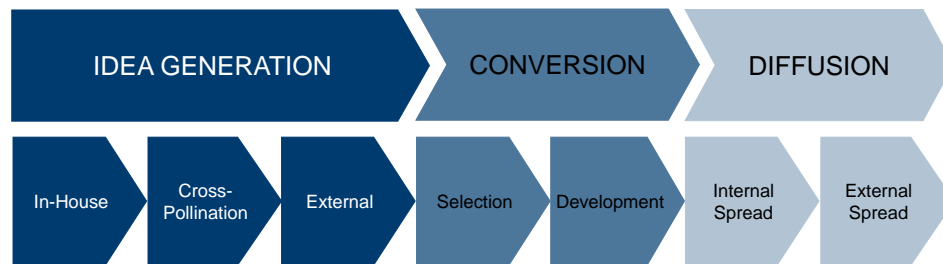 IDEA GENERATION
CONVERSION
DIFFUSION
In-House
Cross-
Pollination
External
Selection
Development
Internal
Spread
External
Spread